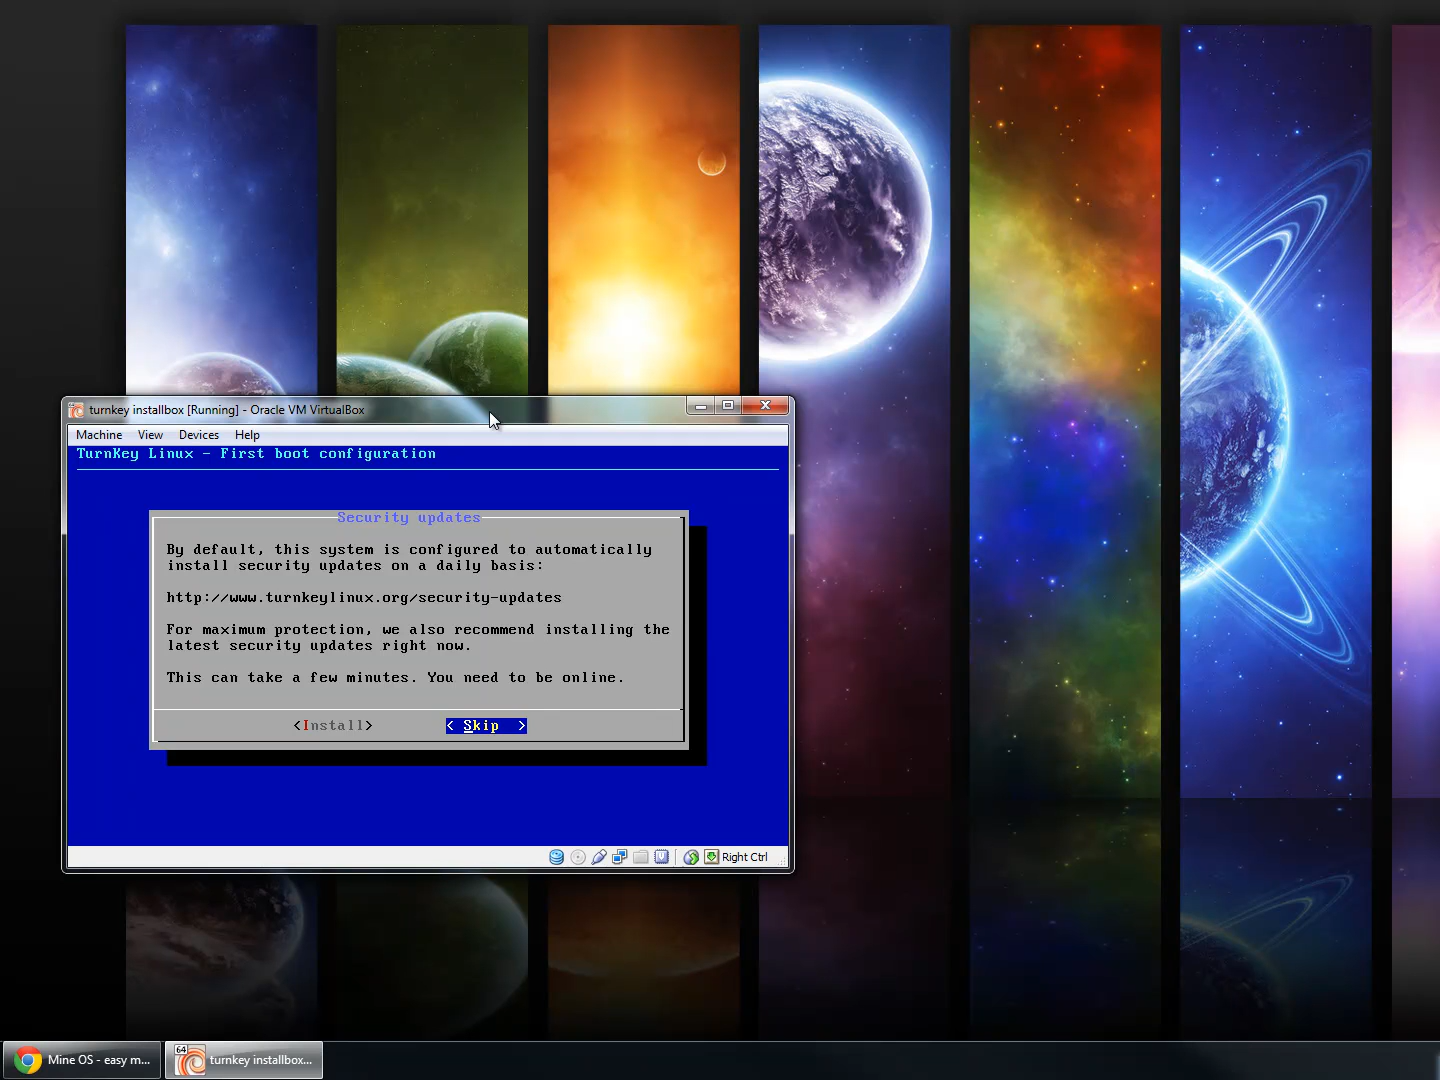 turnkey installbox [Running] - Oracle VM VirtualBox
Machine View Devices Help
TurnKey Linux - First boot configuration
Security updates
By default, this system is configured to automatically
install security updates on a daily basis:
http://www.turnkeylinux.org/security-updates
For maximum protection, we also recommend installing the
latest security updates right now.
This can take a few minutes. You need to be online.
<Install> < Skip >
Right Ctrl
Mine OS - easy m...
64
turnkey installbox...